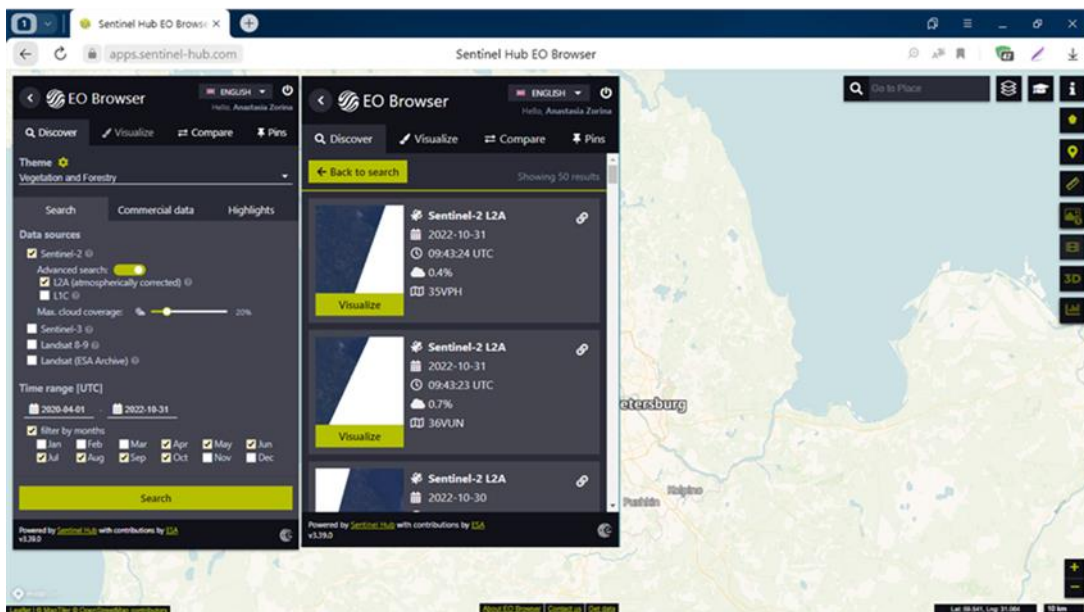 1
Sentinel Hub EO Browse
apps.sentinel-hub.com
Sentinel Hub EO Browser
EO Browser
ENGLISH
Hello, Anastasia Zorina
Discover
Visualize
Compare
Pins
Theme
Vegetation and Forestry
Search
Commercial data
Highlights
Data sources
Sentinel-2
Advanced search:
L2A (atmospherically corrected)
L1C
Max. cloud coverage:
20%
Sentinel-3
Landsat 8-9
Landsat (ESA Archive)
Time range [UTC]
2020-04-01 - 2022-10-31
filter by months
Jan Feb Mar Apr May Jun
Jul Aug Sep Oct Nov Dec
Search
Powered by Sentinel Hub with contributions by ESA
v3.39.0
EO Browser
ENGLISH
Hello, Anastasia Zorina
Discover
Visualize
Compare
Pins
Back to search
Showing 50 results
Sentinel-2 L2A
2022-10-31
09:43:24 UTC
0.4%
35VPH
Visualize
Sentinel-2 L2A
2022-10-31
09:43:23 UTC
0.7%
36VUN
Visualize
Sentinel-2 L2A
2022-10-30
Powered by Sentinel Hub with contributions by ESA
v3.39.0
Go to Place
3D
etersburg
Pushkin
Kolpino
Leaflet | © MapTiler © OpenStreetMap contributors
About EO Browser | Contact us | Get data
10 km